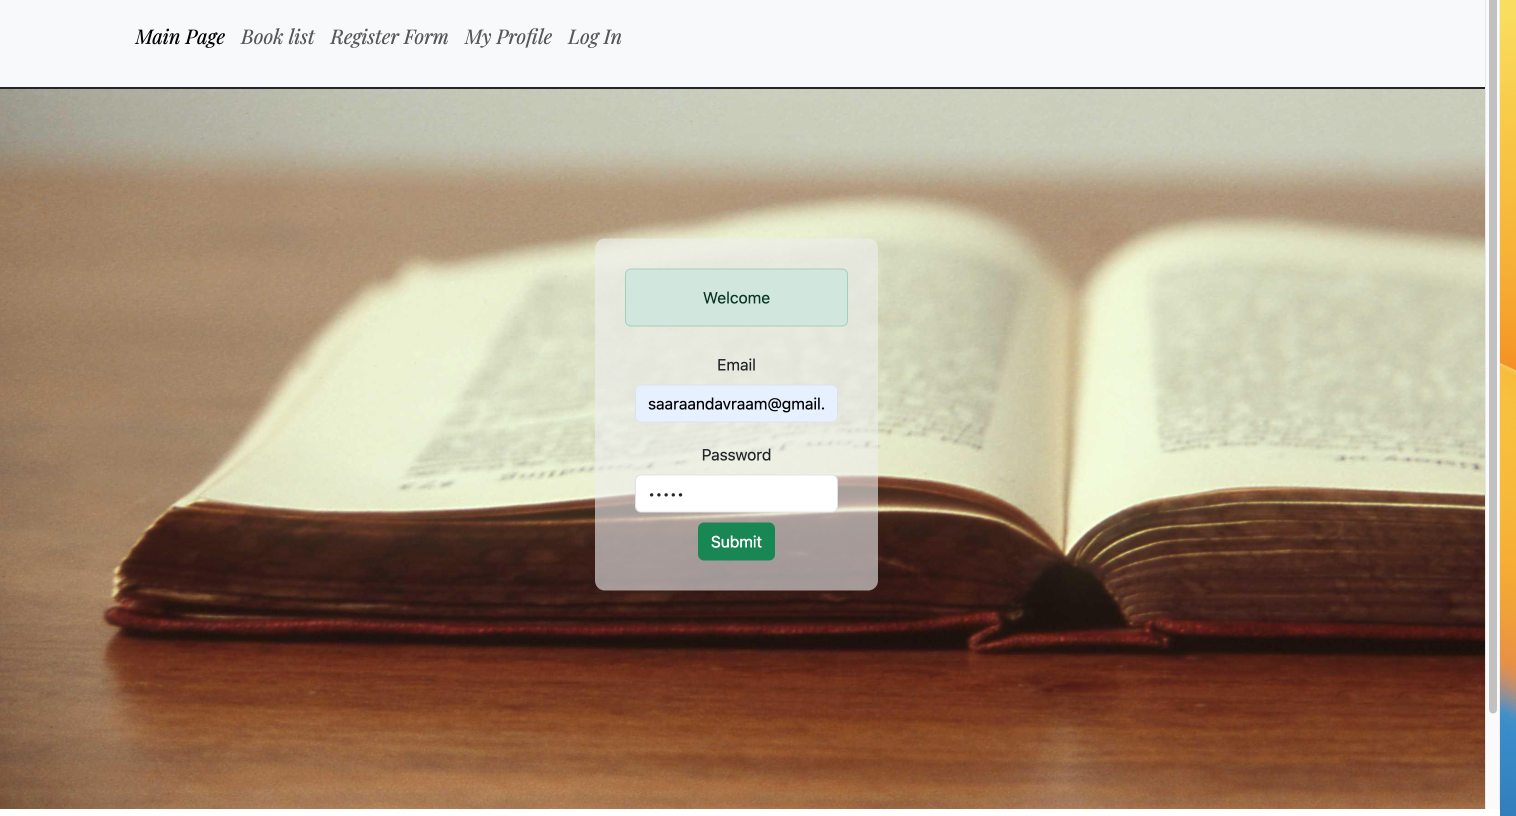 Main Page Book list Register Form My Profile Log In
Welcome
Email
saaraandavraam@gmail.
Password
•••••
Submit